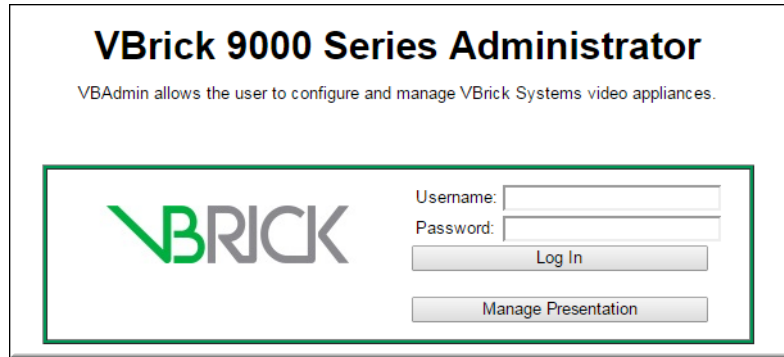 VBrick 9000 Series Administrator
VBAdmin allows the user to configure and manage VBrick Systems video appliances.
VBRICK
Username:
Password:
Log In
Manage Presentation